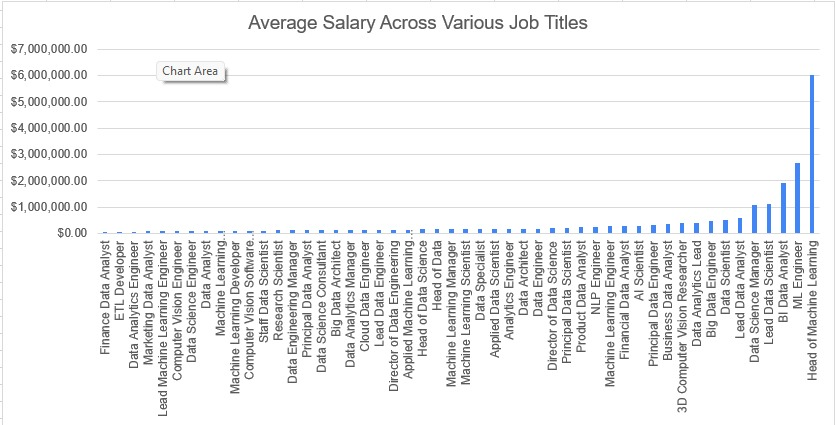 Average Salary Across Various Job Titles
$7,000,000.00
Chart Area
$6,000,000.00
$5,000,000.00
$4,000,000.00
$3,000,000.00
$2,000,000.00
$1,000,000.00
$0.00
Finance Data Analyst
ETL Developer
Data Analytics Engineer
Marketing Data Analyst
Lead Machine Learning Engineer
Computer Vision Engineer
Data Science Engineer
Data Analyst
Machine Learning...
Machine Learning Developer
Computer Vision Software...
Staff Data Scientist
Research Scientist
Data Engineering Manager
Principal Data Analyst
Data Science Consultant
Big Data Architect
Data Analytics Manager
Cloud Data Engineer
Lead Data Engineer
Director of Data Engineering
Applied Machine Learning...
Head of Data Science
Head of Data
Machine Learning Manager
Machine Learning Scientist
Data Specialist
Applied Data Scientist
Analytics Engineer
Data Architect
Data Engineer
Director of Data Science
Principal Data Scientist
Product Data Analyst
NLP Engineer
Machine Learning Engineer
Financial Data Analyst
AI Scientist
Principal Data Engineer
Business Data Analyst
3D Computer Vision Researcher
Data Analytics Lead
Big Data Engineer
Data Scientist
Lead Data Analyst
Data Science Manager
Lead Data Scientist
BI Data Analyst
ML Engineer
Head of Machine Learning